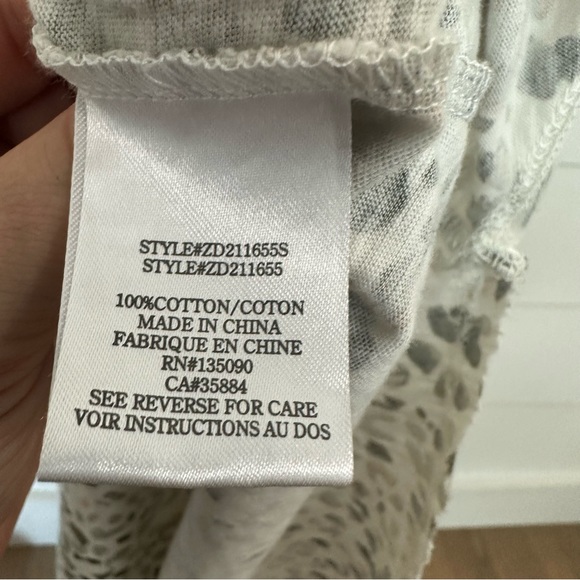 STYLE#ZD211655S
STYLE#ZD211655
100%COTTON/COTON
MADE IN CHINA
FABRIQUE EN CHINE
RN#135090
CA#35884
SEE REVERSE FOR CARE
VOIR INSTRUCTIONS AU DOS